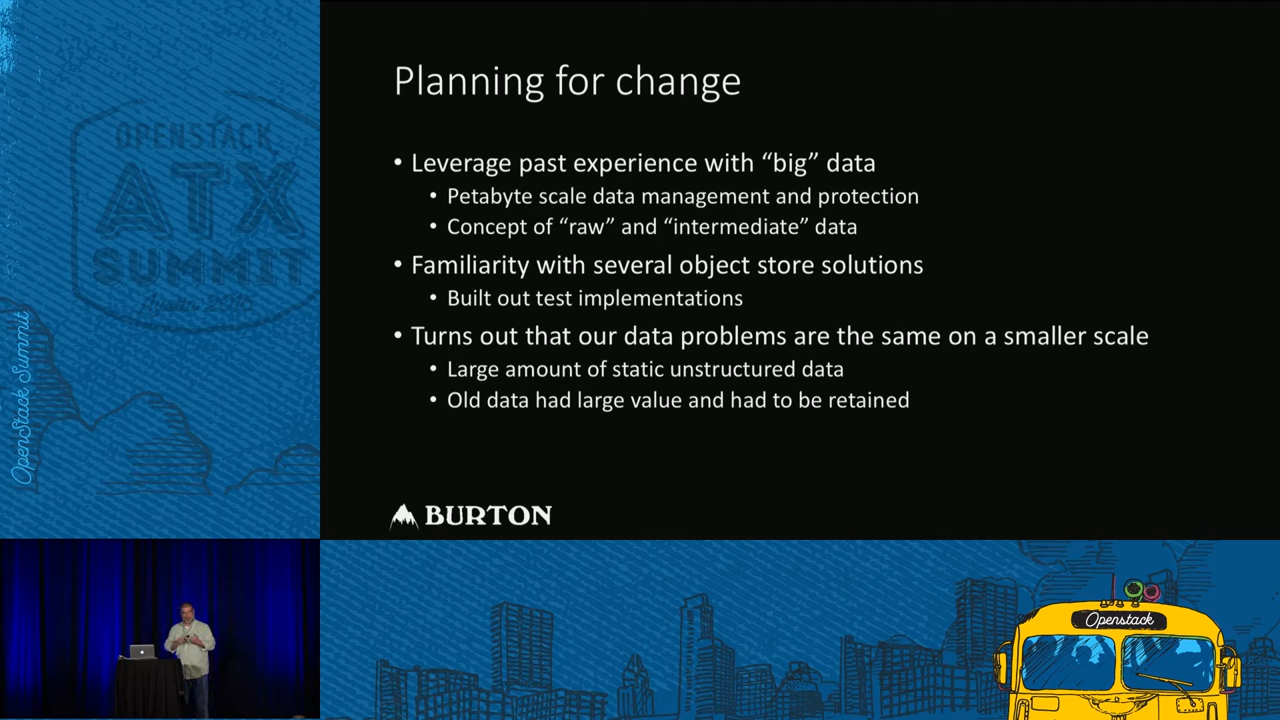 Planning for change
• Leverage past experience with “big” data
• Petabyte scale data management and protection
• Concept of “raw” and “intermediate” data
• Familiarity with several object store solutions
• Built out test implementations
• Turns out that our data problems are the same on a smaller scale
• Large amount of static unstructured data
• Old data had large value and had to be retained
BURTON
OPENSTACK
ATX
SUMMIT
Austin 2016
OpenStack Summit
Openstack